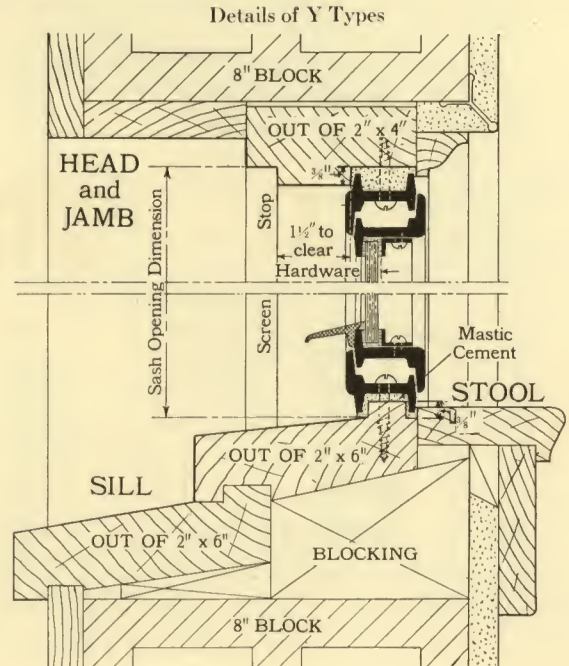 Details of Y Types
8" BLOCK
OUT OF 2" x 4"
HEAD
and
JAMB
3/8"
Sash Opening Dimension
Stop
Screen
1½" to
clear
Hardware
Mastic
Cement
STOOL
3/8"
OUT OF 2" x 6"
SILL
OUT OF 2" x 6"
BLOCKING
8" BLOCK